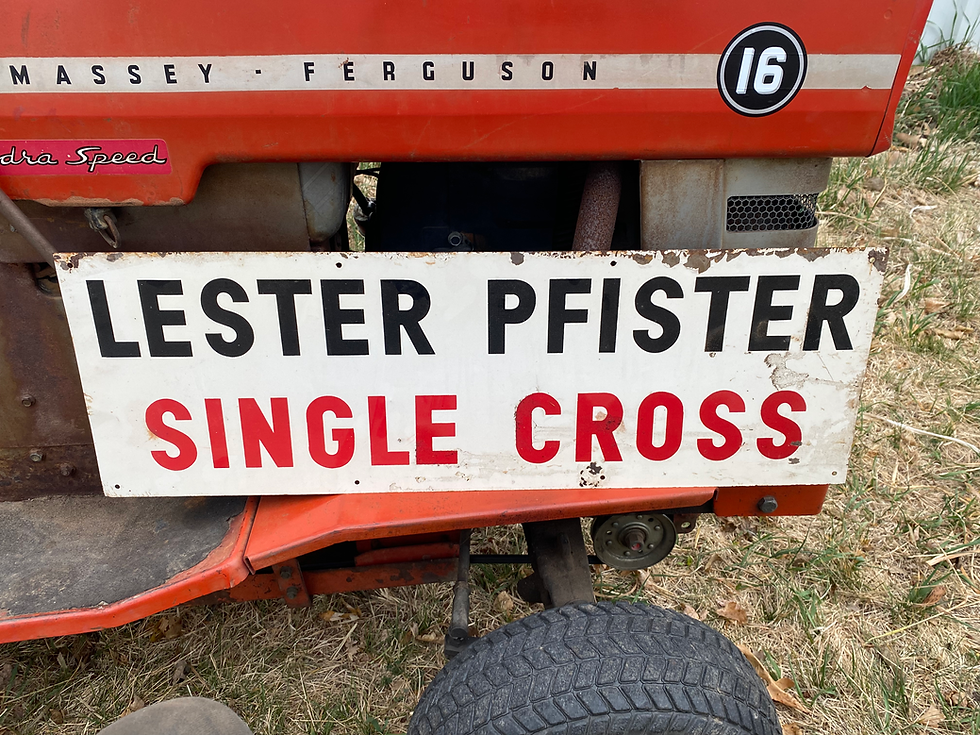 MASSEY - FERGUSON
16
dra Speed
LESTER PFISTER
SINGLE CROSS